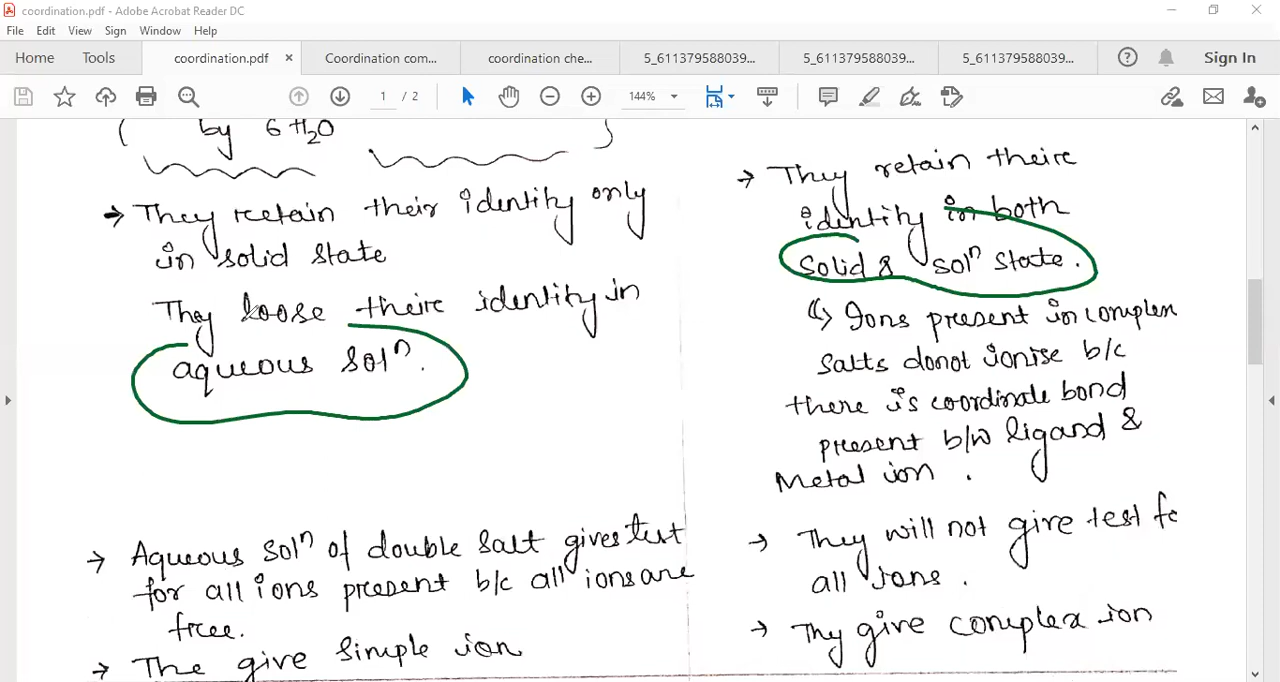 coordination.pdf - Adobe Acrobat Reader DC
File Edit View Sign Window Help
Home Tools coordination.pdf × Coordination com... coordination che... 5_611379588039... 5_611379588039... 5_611379588039... Sign In
1 / 2 144%
( by 6 H2O )
→ They retain their identity only
in solid state
They loose theire identity in
aqueous solⁿ.
→ Aqueous solⁿ of double salt gives test
for all ions present b/c all ions are
free.
→ The give simple ion
→ They retain theire
identity in both
solid & solⁿ state.
↳ Ions present in complex
salts donot ionise b/c
there is coordinate bond
present b/w ligand &
Metal ion .
→ They will not give test fo
all ions .
→ Thy give complex ion